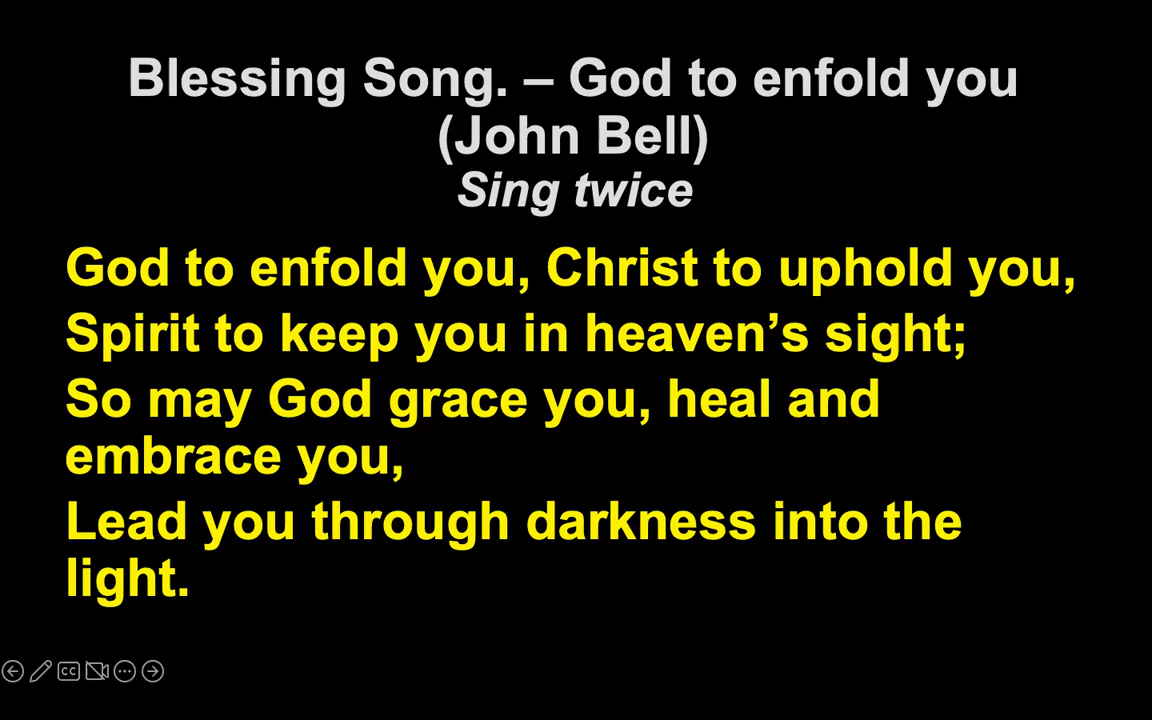 Blessing Song. – God to enfold you
(John Bell)
Sing twice
God to enfold you, Christ to uphold you,
Spirit to keep you in heaven’s sight;
So may God grace you, heal and
embrace you,
Lead you through darkness into the
light.
CC